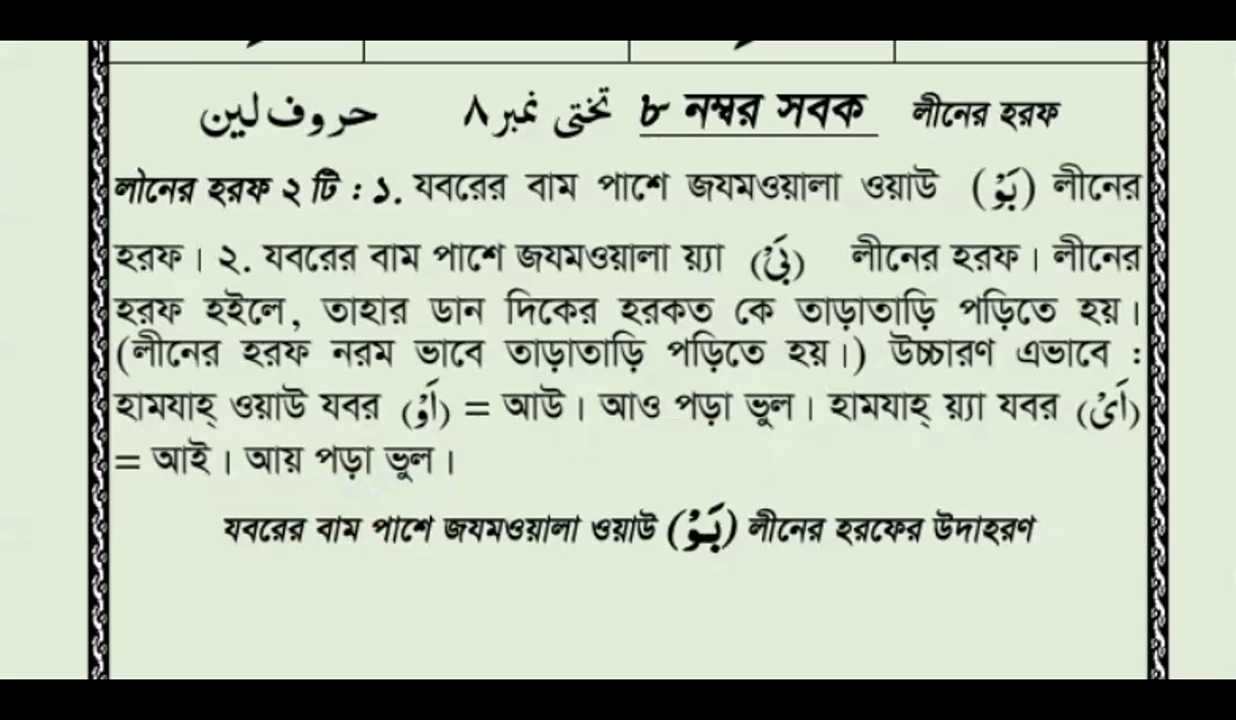 حروف لین تختی نمبر ۸ ৮ নম্বর সবক লীনের হরফ
লীনের হরফ ২ টি : ১. যবরের বাম পাশে জযমওয়ালা ওয়াউ (بَوْ) লীনের
হরফ। ২. যবরের বাম পাশে জযমওয়ালা য়্যা (بَىْ) লীনের হরফ। লীনের
হরফ হইলে, তাহার ডান দিকের হরকত কে তাড়াতাড়ি পড়িতে হয়।
(লীনের হরফ নরম ভাবে তাড়াতাড়ি পড়িতে হয়।) উচ্চারণ এভাবে :
হামযাহ্ ওয়াউ যবর (اَوْ) = আউ। আও পড়া ভুল। হামযাহ্ য়্যা যবর (اَىْ)
= আই। আয় পড়া ভুল।
যবরের বাম পাশে জযমওয়ালা ওয়াউ (بَوْ) লীনের হরফের উদাহরণ